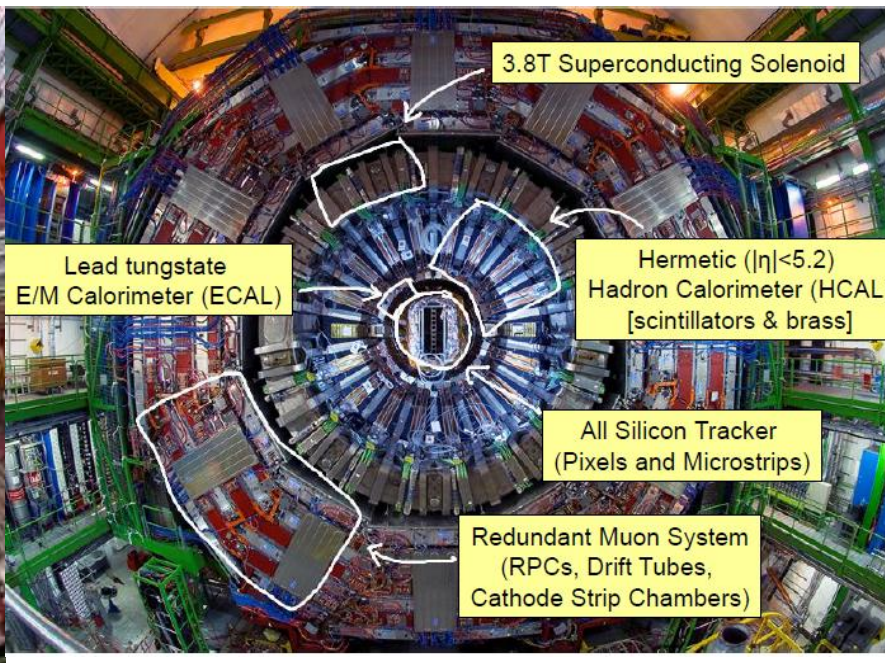 3.8T Superconducting Solenoid
Lead tungstate
E/M Calorimeter (ECAL)
Hermetic (|η|<5.2)
Hadron Calorimeter (HCAL
[scintillators & brass]
All Silicon Tracker
(Pixels and Microstrips)
Redundant Muon System
(RPCs, Drift Tubes,
Cathode Strip Chambers)